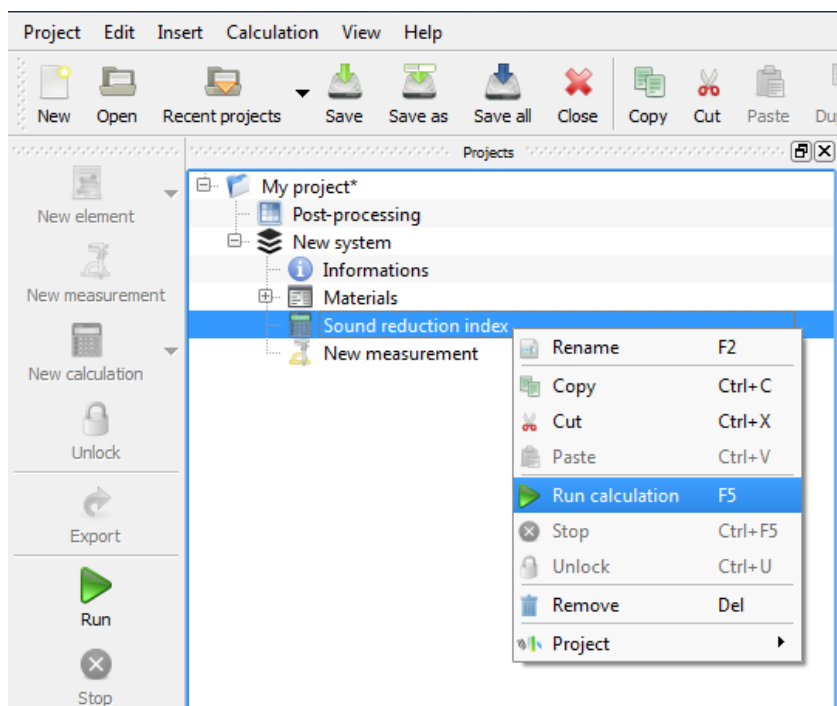 Project Edit Insert Calculation View Help
New Open Recent projects Save Save as Save all Close Copy Cut Paste
Projects
New element
New measurement
New calculation
Unlock
Export
Run
Stop
My project*
Post-processing
New system
Informations
Materials
Sound reduction index
New measurement
Rename F2
Copy Ctrl+C
Cut Ctrl+X
Paste Ctrl+V
Run calculation F5
Stop Ctrl+F5
Unlock Ctrl+U
Remove Del
Project